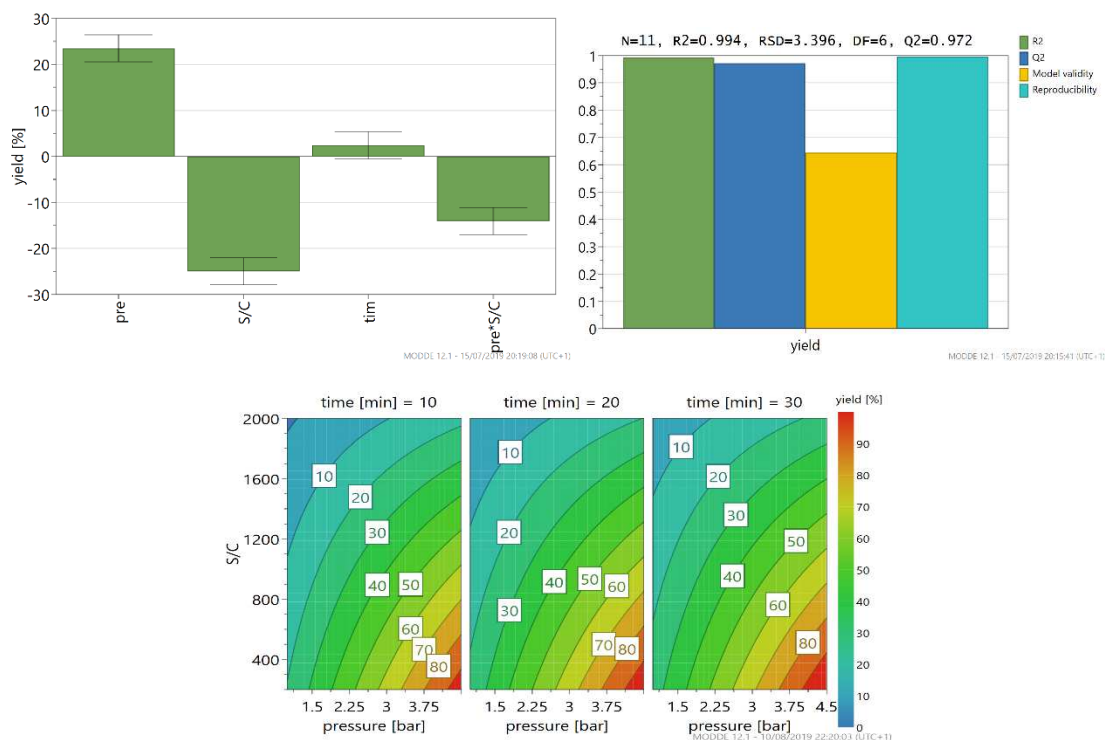 30
20
10
0
-10
-20
-30
yield [%]
pre
S/C
tim
pre*S/C
MODDE 12.1 - 15/07/2019 20:19:08 (UTC+1)
N=11, R2=0.994, RSD=3.396, DF=6, Q2=0.972
1
0.9
0.8
0.7
0.6
0.5
0.4
0.3
0.2
0.1
0
yield
R2
Q2
Model validity
Reproducibility
MODDE 12.1 - 15/07/2019 20:15:41 (UTC+1)
time [min] = 10
time [min] = 20
time [min] = 30
yield [%]
2000
1600
1200
800
400
S/C
10
20
30
40
50
60
70
80
10
20
30
40
50
60
70
80
10
20
30
40
50
60
80
90
80
70
60
50
40
30
20
10
0
1.5 2.25 3 3.75
1.5 2.25 3 3.75
1.5 2.25 3 3.75 4.5
pressure [bar]
pressure [bar]
pressure [bar]
MODDE 12.1 - 10/08/2019 22:20:03 (UTC+1)